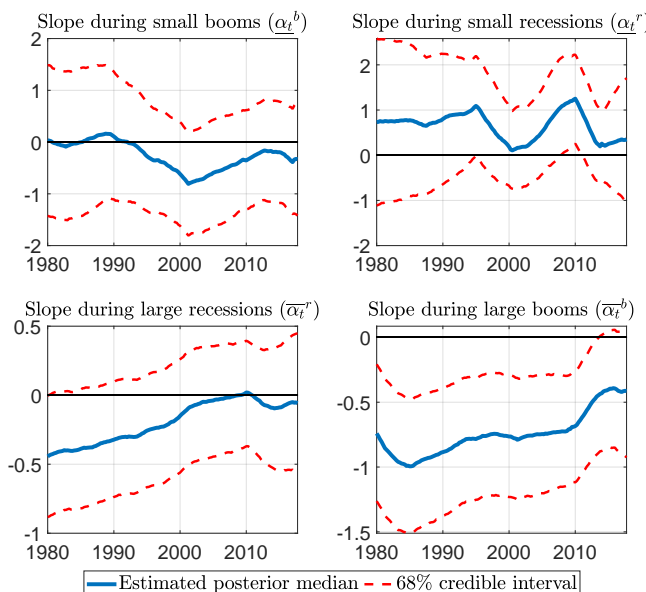 Slope during small booms (α̲ₜᵇ)
Slope during small recessions (α̲ₜʳ)
2
1
0
-1
-2
1980 1990 2000 2010
2
1
0
-1
-2
1980 1990 2000 2010
Slope during large recessions (α̅ₜʳ)
Slope during large booms (α̅ₜᵇ)
0.5
0
-0.5
-1
1980 1990 2000 2010
0
-0.5
-1
-1.5
1980 1990 2000 2010
Estimated posterior median 68% credible interval